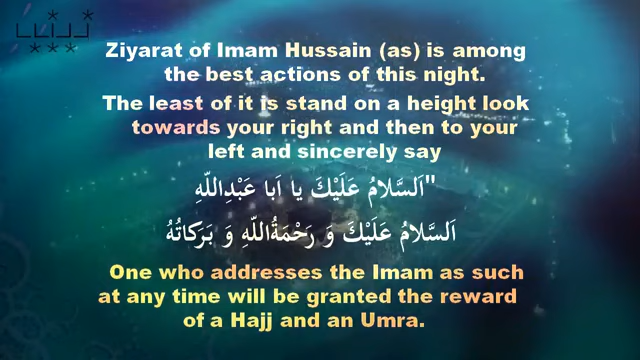 Ziyarat of Imam Hussain (as) is among
the best actions of this night.
The least of it is stand on a height look
towards your right and then to your
left and sincerely say
"اَلسَّلامُ عَلَيْكَ يا اَبا عَبْدِاللّهِ
اَلسَّلامُ عَلَيْكَ وَ رَحْمَةُاللّهِ وَ بَرَكاتُهُ
One who addresses the Imam as such
at any time will be granted the reward
of a Hajj and an Umra.